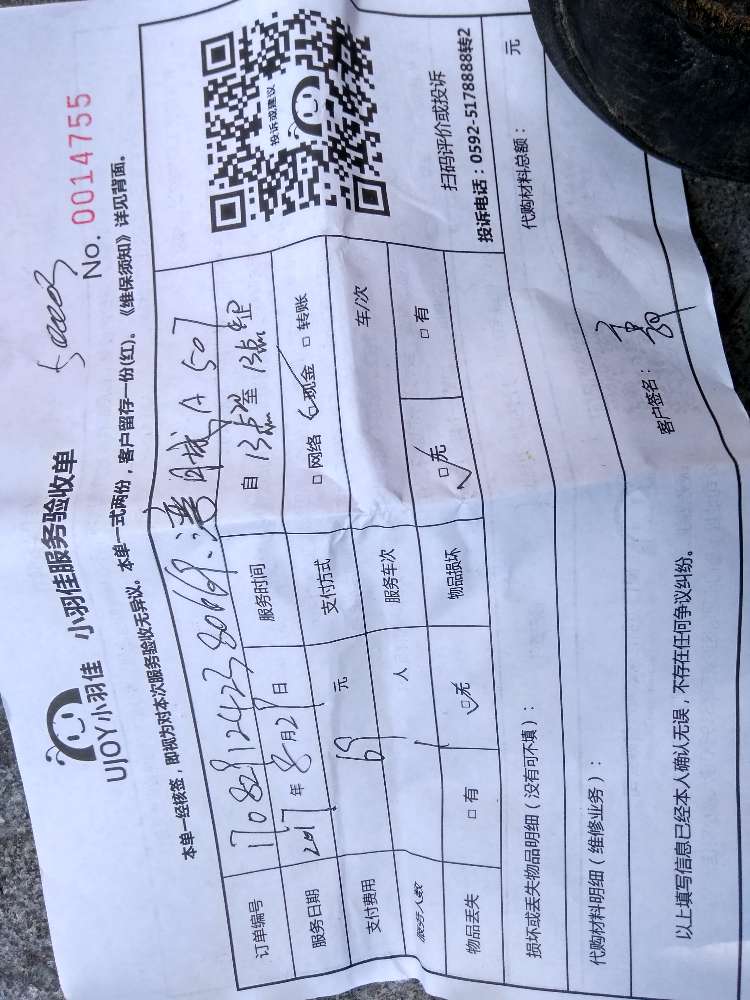 UJOY小羽佳 小羽佳服务验收单
No. 0014755
本单一经核签，即视为对本次服务验收无异议。本单一式两份，客户留存一份(红)。《维保须知》详见背面。
订单编号
服务日期 2017 年 8 月 29 日 服务时间 自 至
支付费用 元 支付方式 □网络 现金 □转账
服务人数 1 人 服务车次 车/次
物品丢失 □有 ☑无 物品损坏 ☑无 □有
投诉或建议
扫码评价或投诉
投诉电话：0592-5178888转2
损坏或丢失物品明细（没有可不填）：
代购材料明细（维修业务）：
代购材料总额： 元
以上填写信息已经本人确认无误，不存在任何争议纠纷。
客户签名：